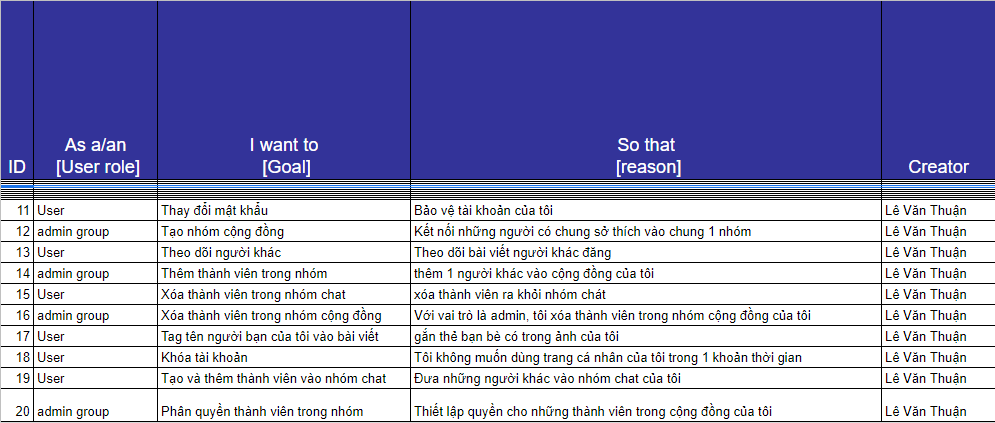 ID As a/an [User role] I want to [Goal] So that [reason] Creator
11 User Thay đổi mật khẩu Bảo vệ tài khoản của tôi Lê Văn Thuận
12 admin group Tạo nhóm cộng đồng Kết nối những người có chung sở thích vào chung 1 nhóm Lê Văn Thuận
13 User Theo dõi người khác Theo dõi bài viết người khác đăng Lê Văn Thuận
14 admin group Thêm thành viên trong nhóm thêm 1 người khác vào cộng đồng của tôi Lê Văn Thuận
15 User Xóa thành viên trong nhóm chat xóa thành viên ra khỏi nhóm chát Lê Văn Thuận
16 admin group Xóa thành viên trong nhóm cộng đồng Với vai trò là admin, tôi xóa thành viên trong nhóm cộng đồng của tôi Lê Văn Thuận
17 User Tag tên người bạn của tôi vào bài viết gắn thẻ bạn bè có trong ảnh của tôi Lê Văn Thuận
18 User Khóa tài khoản Tôi không muốn dùng trang cá nhân của tôi trong 1 khoản thời gian Lê Văn Thuận
19 User Tạo và thêm thành viên vào nhóm chat Đưa những người khác vào nhóm chat của tôi Lê Văn Thuận
20 admin group Phân quyền thành viên trong nhóm Thiết lập quyền cho những thành viên trong cộng đồng của tôi Lê Văn Thuận